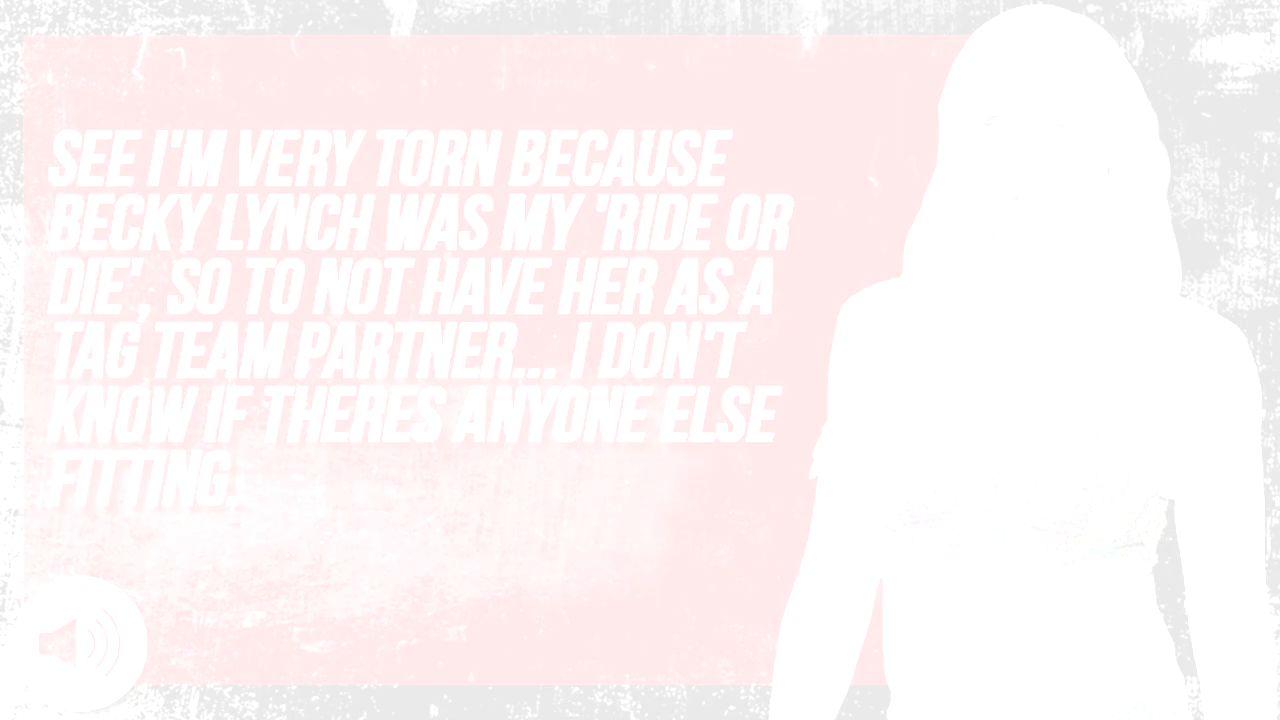 SEE I'M VERY TORN BECAUSE
BECKY LYNCH WAS MY 'RIDE OR
DIE', SO TO NOT HAVE HER AS A
TAG TEAM PARTNER... I DON'T
KNOW IF THERES ANYONE ELSE
FITTING.